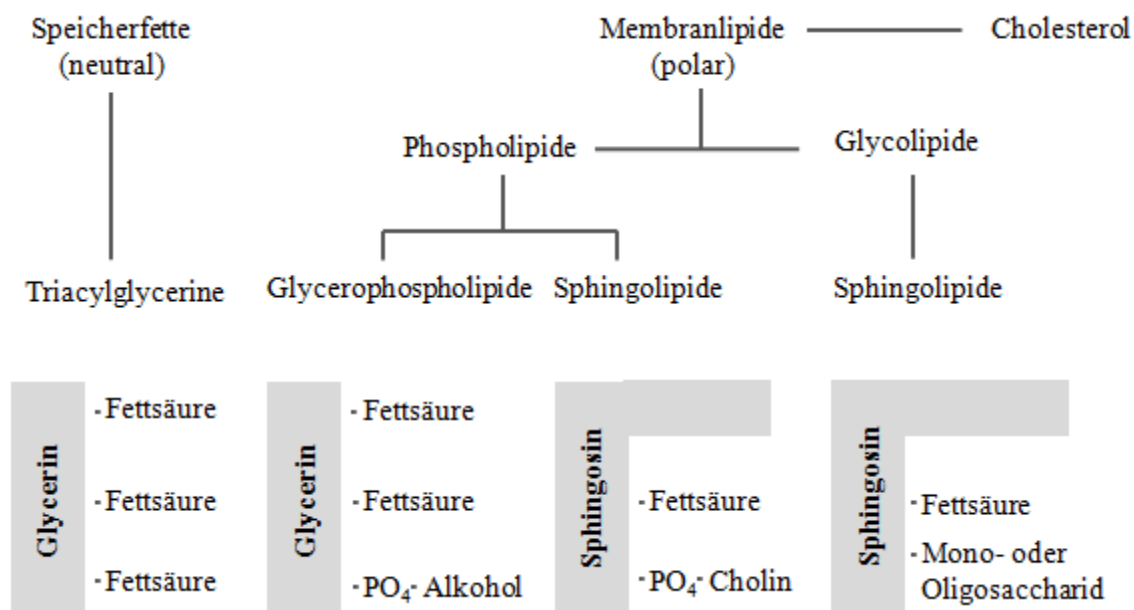 Speicherfette
(neutral)
Membranlipide
(polar)
Cholesterol
Phospholipide
Glycolipide
Triacylglycerine
Glycerophospholipide
Sphingolipide
Sphingolipide
Glycerin
-Fettsäure
-Fettsäure
-Fettsäure
Glycerin
-Fettsäure
-Fettsäure
-PO₄-Alkohol
Sphingosin
-Fettsäure
-PO₄-Cholin
Sphingosin
-Fettsäure
-Mono- oder
Oligosaccharid